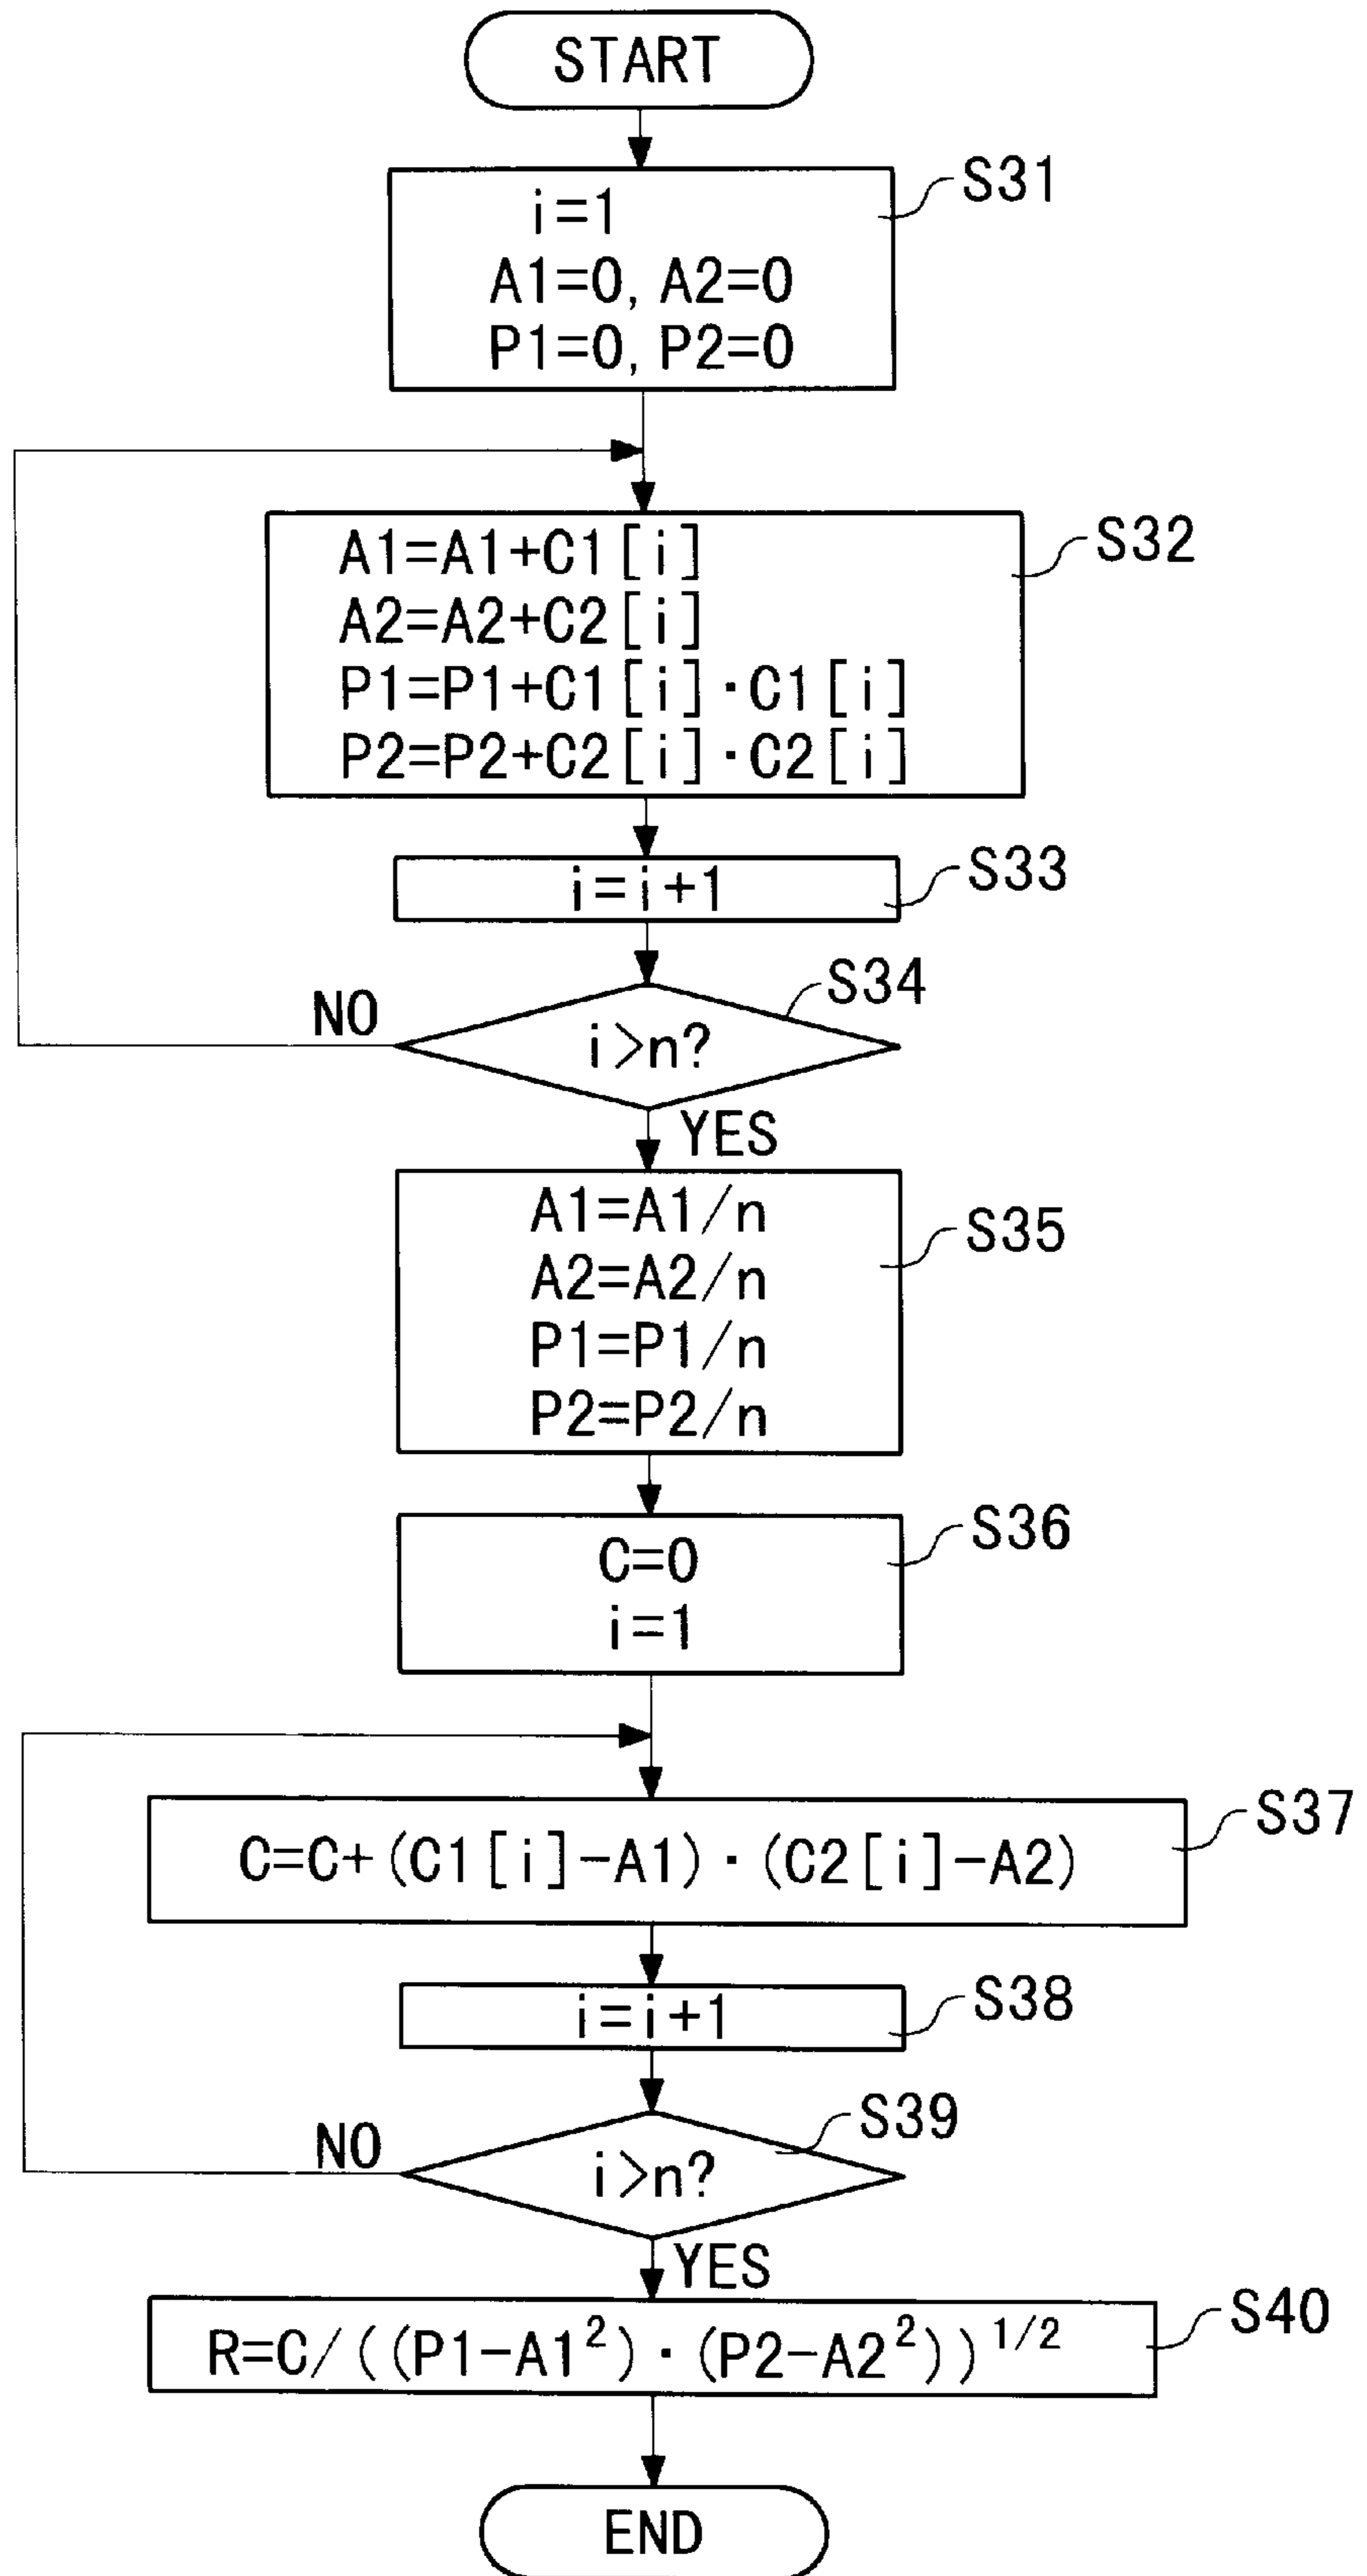 START
S31
i=1
A1=0, A2=0
P1=0, P2=0
S32
A1=A1+C1[i]
A2=A2+C2[i]
P1=P1+C1[i]·C1[i]
P2=P2+C2[i]·C2[i]
S33
i=i+1
S34
NO
i>n?
YES
S35
A1=A1/n
A2=A2/n
P1=P1/n
P2=P2/n
S36
C=0
i=1
S37
C=C+(C1[i]-A1)·(C2[i]-A2)
S38
i=i+1
S39
NO
i>n?
YES
S40
R=C/((P1-A1²)·(P2-A2²))^1/2
END